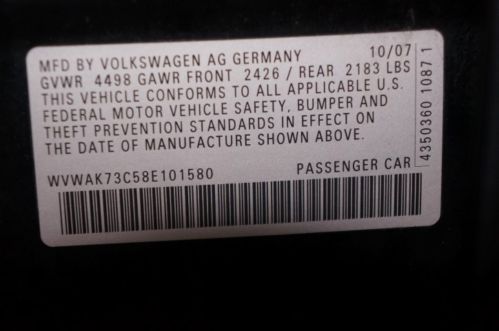 MFD BY VOLKSWAGEN AG GERMANY 10/07
GVWR 4498 GAWR FRONT 2426 / REAR 2183 LBS
THIS VEHICLE CONFORMS TO ALL APPLICABLE U.S.
FEDERAL MOTOR VEHICLE SAFETY, BUMPER AND
THEFT PREVENTION STANDARDS IN EFFECT ON
THE DATE OF MANUFACTURE SHOWN ABOVE.
WVWAK73C58E101580 PASSENGER CAR
4350360 1087 1